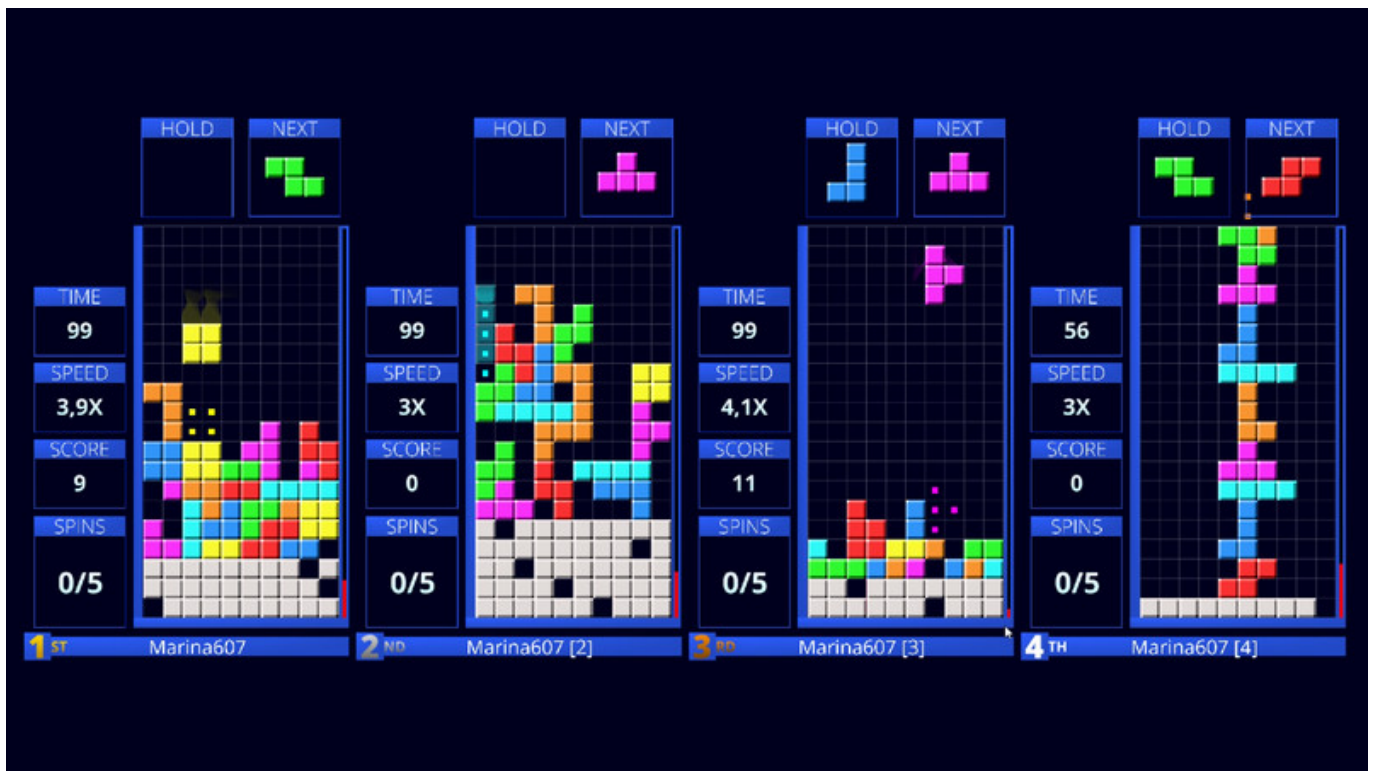 HOLD NEXT
HOLD NEXT
HOLD NEXT
HOLD NEXT
TIME
99
SPEED
3,9X
SCORE
9
SPINS
0/5
TIME
99
SPEED
3X
SCORE
0
SPINS
0/5
TIME
99
SPEED
4,1X
SCORE
11
SPINS
0/5
TIME
56
SPEED
3X
SCORE
0
SPINS
0/5
1ST Marina607
2ND Marina607 [2]
3RD Marina607 [3]
4TH Marina607 [4]